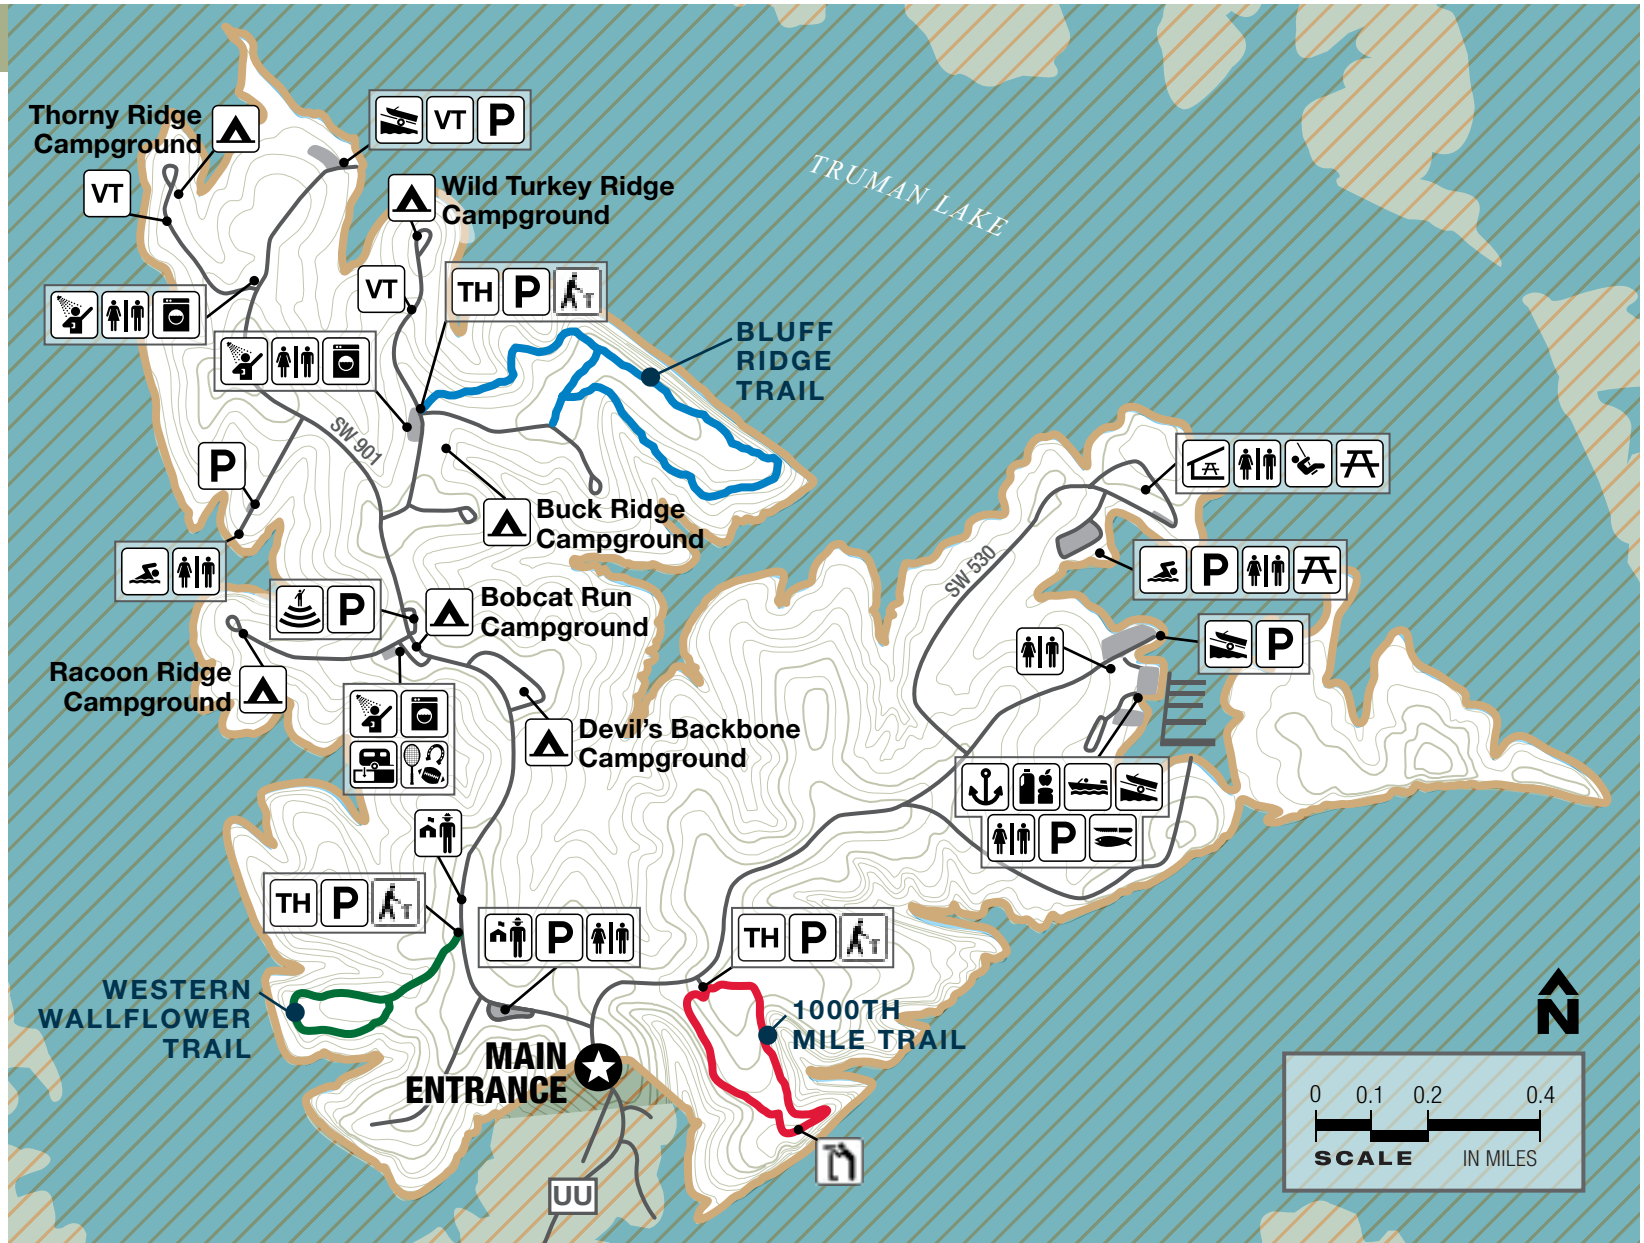 Thorny Ridge
Campground
VT P
VT
Wild Turkey Ridge
Campground
TRUMAN LAKE
VT
TH P T
BLUFF
RIDGE
TRAIL
SW 901
P
Buck Ridge
Campground
SW 530
P
P
Bobcat Run
Campground
P
Racoon Ridge
Campground
Devil's Backbone
Campground
P
TH P T
P
TH P T
WESTERN
WALLFLOWER
TRAIL
1000TH
MILE TRAIL
MAIN
ENTRANCE
N
UU
0 0.1 0.2 0.4
SCALE IN MILES